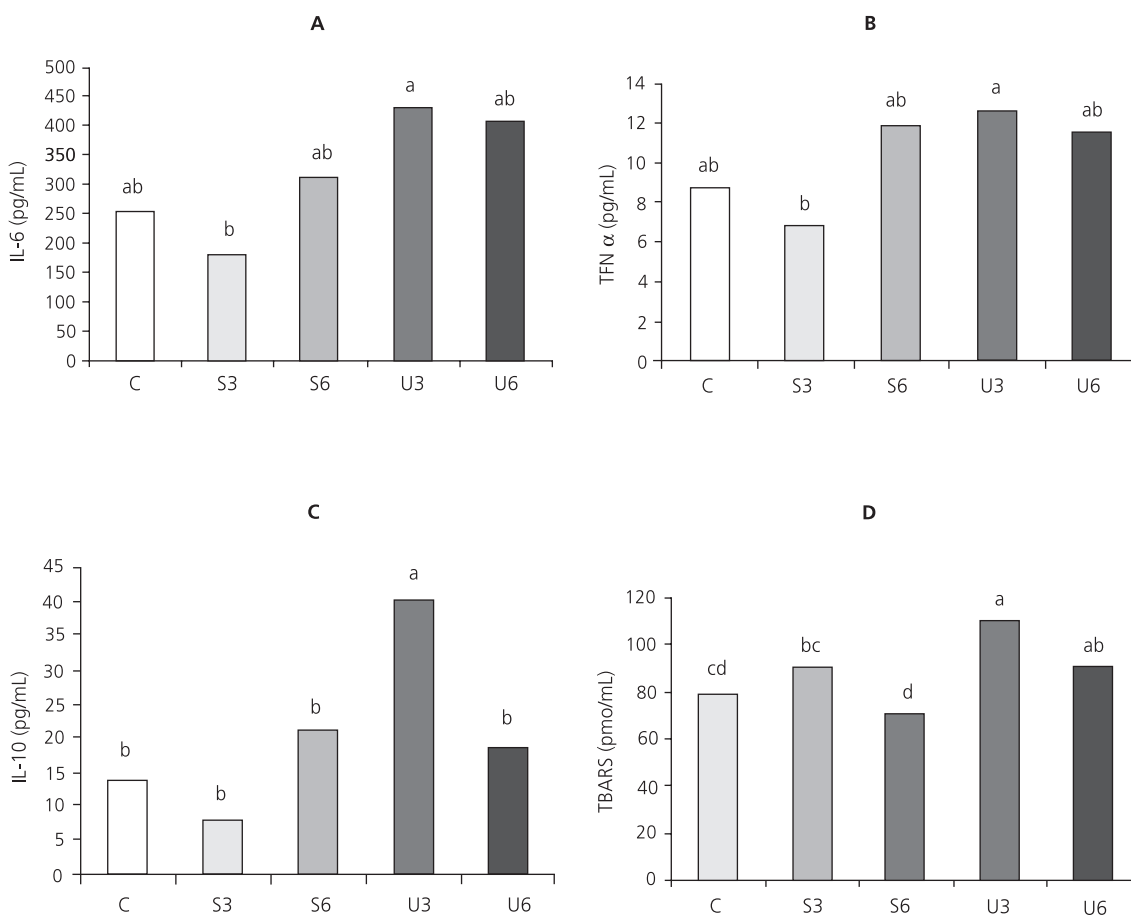 A
IL-6 (pg/mL)
500
450
400
350
300
250
200
150
100
50
0
ab
b
ab
a
ab
C S3 S6 U3 U6
B
TFN α (pg/mL)
14
12
10
8
6
4
2
0
ab
b
ab
a
ab
C S3 S6 U3 U6
C
IL-10 (pg/mL)
45
40
35
30
25
20
15
10
5
0
b
b
b
a
b
C S3 S6 U3 U6
D
TBARS (pmo/mL)
120
100
80
60
40
20
0
cd
bc
d
a
ab
C S3 S6 U3 U6